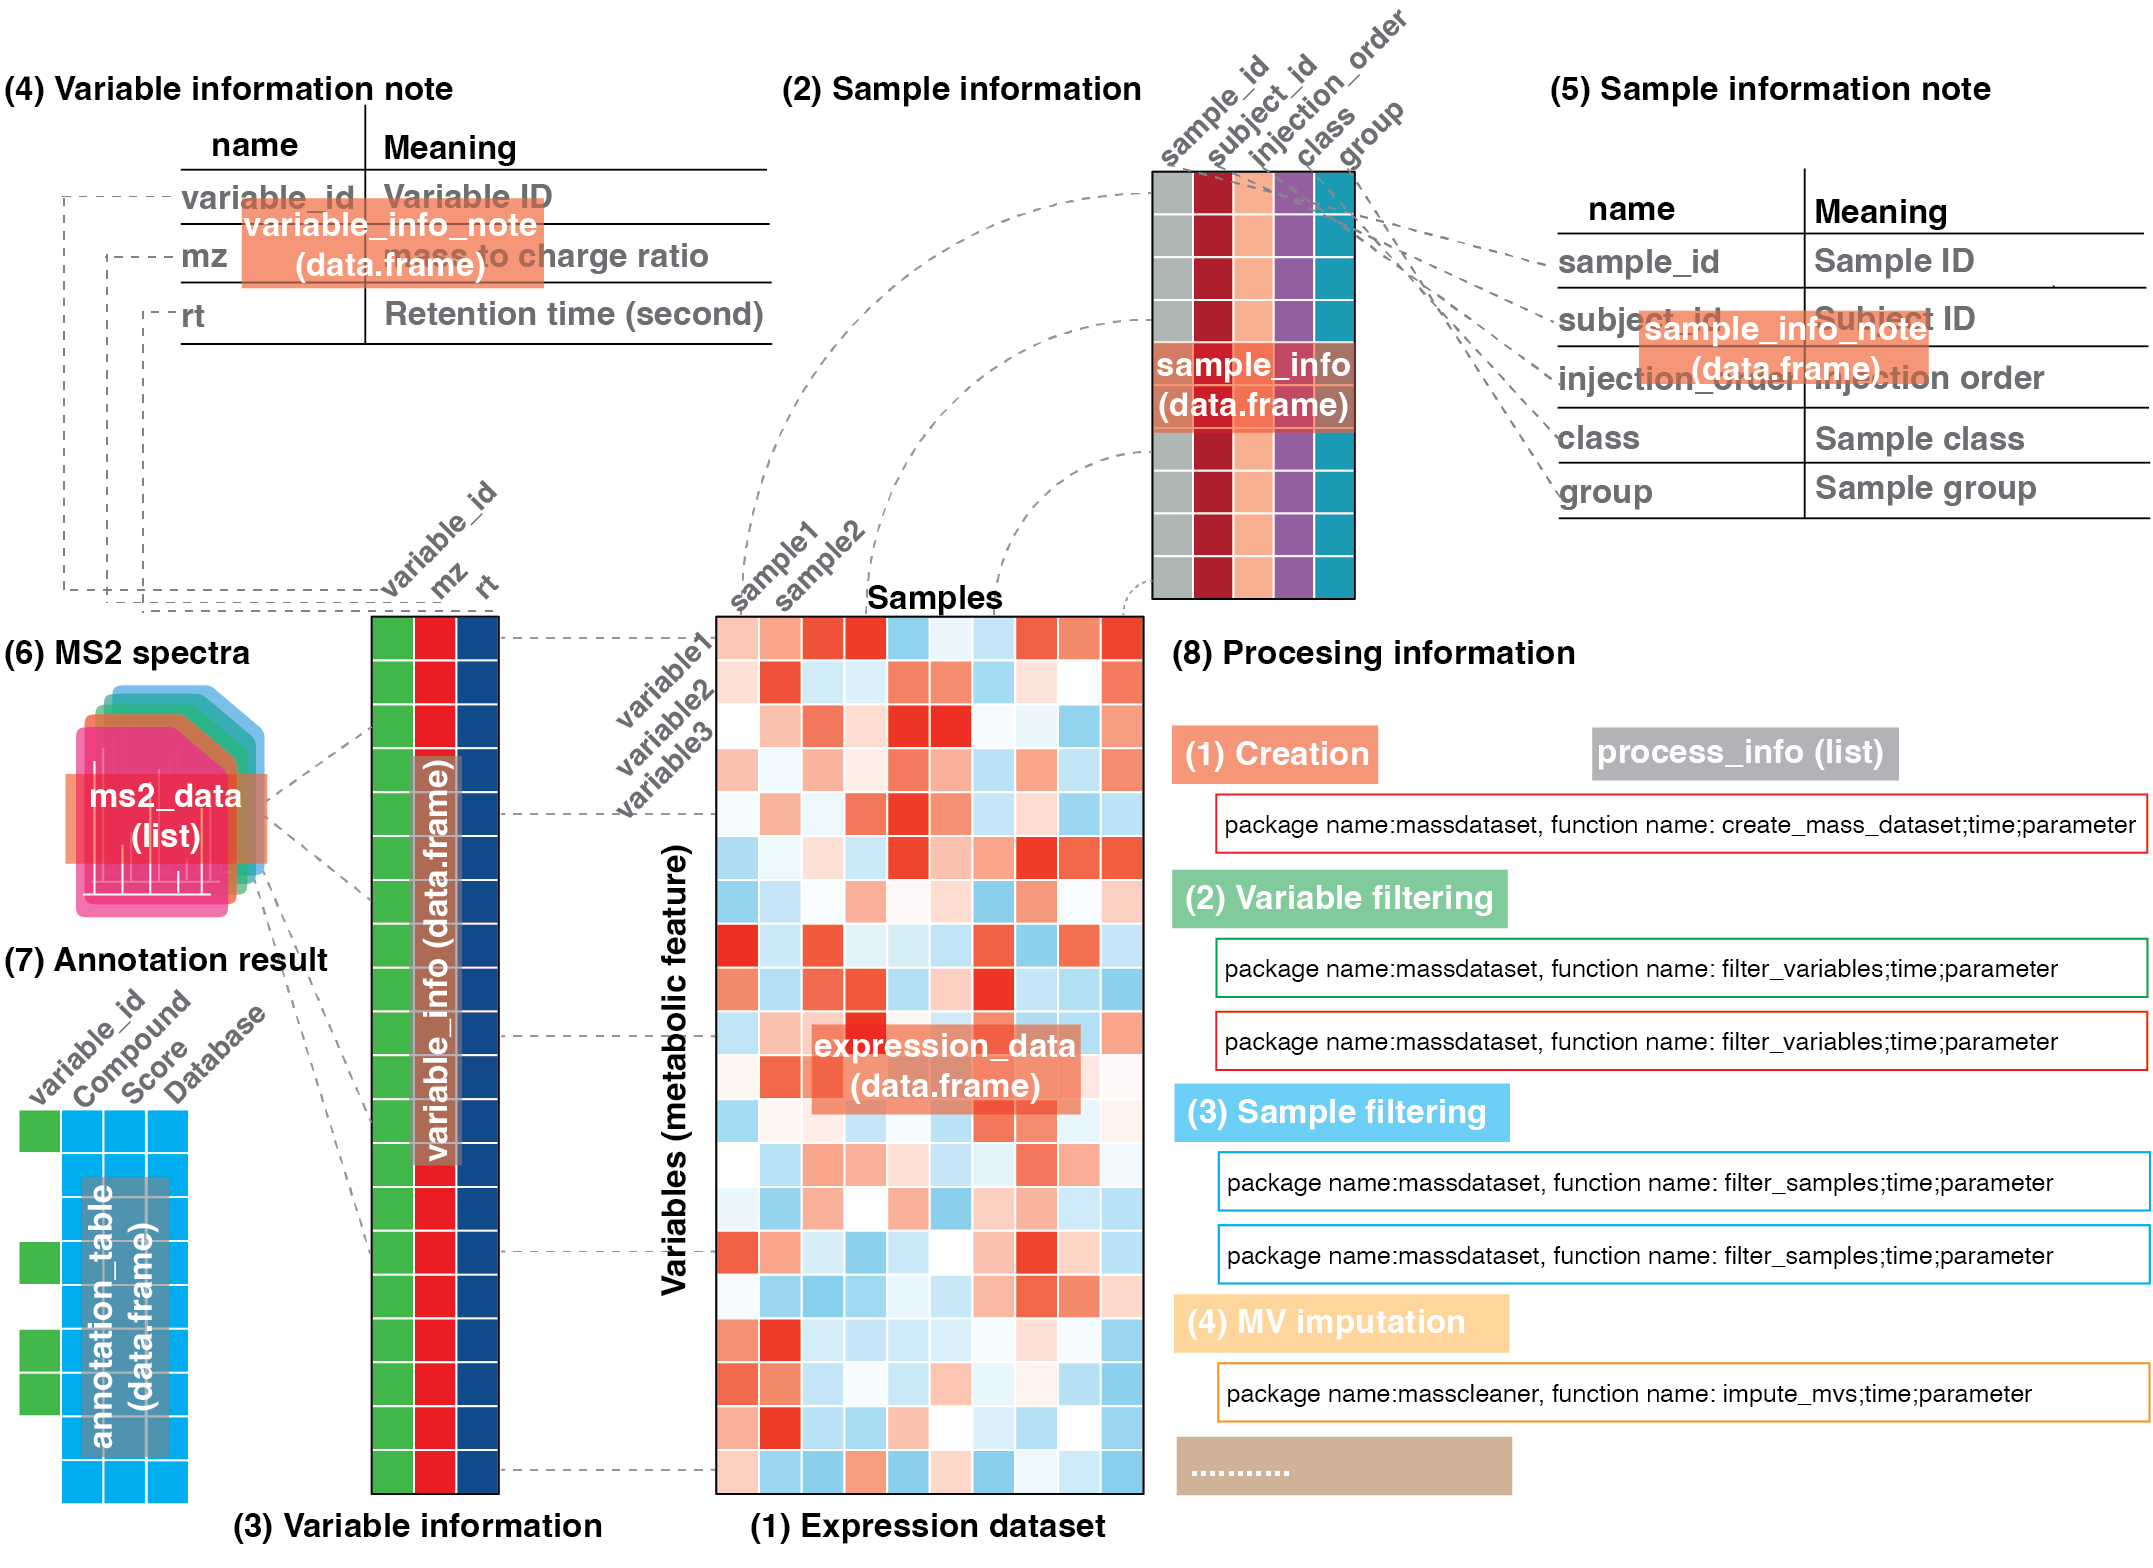 (4) Variable information note
name
Meaning
variable_id
Variable ID
variable_info_note
(data.frame)
mz
mass to charge ratio
rt
Retention time (second)
(2) Sample information
sample_id
subject_id
injection_order
class
group
sample_info
(data.frame)
(5) Sample information note
name
Meaning
sample_id
Sample ID
subject_id
Subject ID
sample_info_note
(data.frame)
injection_order
Injection order
class
Sample class
group
Sample group
variable_id
mz
rt
variable_info (data.frame)
(3) Variable information
sample1
sample2
Samples
variable1
variable2
variable3
Variables (metabolic feature)
expression_data
(data.frame)
(1) Expression dataset
(6) MS2 spectra
ms2_data
(list)
(7) Annotation result
variable_id
Compound
Score
Database
annotation_table
(data.frame)
(8) Procesing information
(1) Creation
process_info (list)
package name:massdataset, function name: create_mass_dataset;time;parameter
(2) Variable filtering
package name:massdataset, function name: filter_variables;time;parameter
package name:massdataset, function name: filter_variables;time;parameter
(3) Sample filtering
package name:massdataset, function name: filter_samples;time;parameter
package name:massdataset, function name: filter_samples;time;parameter
(4) MV imputation
package name:masscleaner, function name: impute_mvs;time;parameter
...........